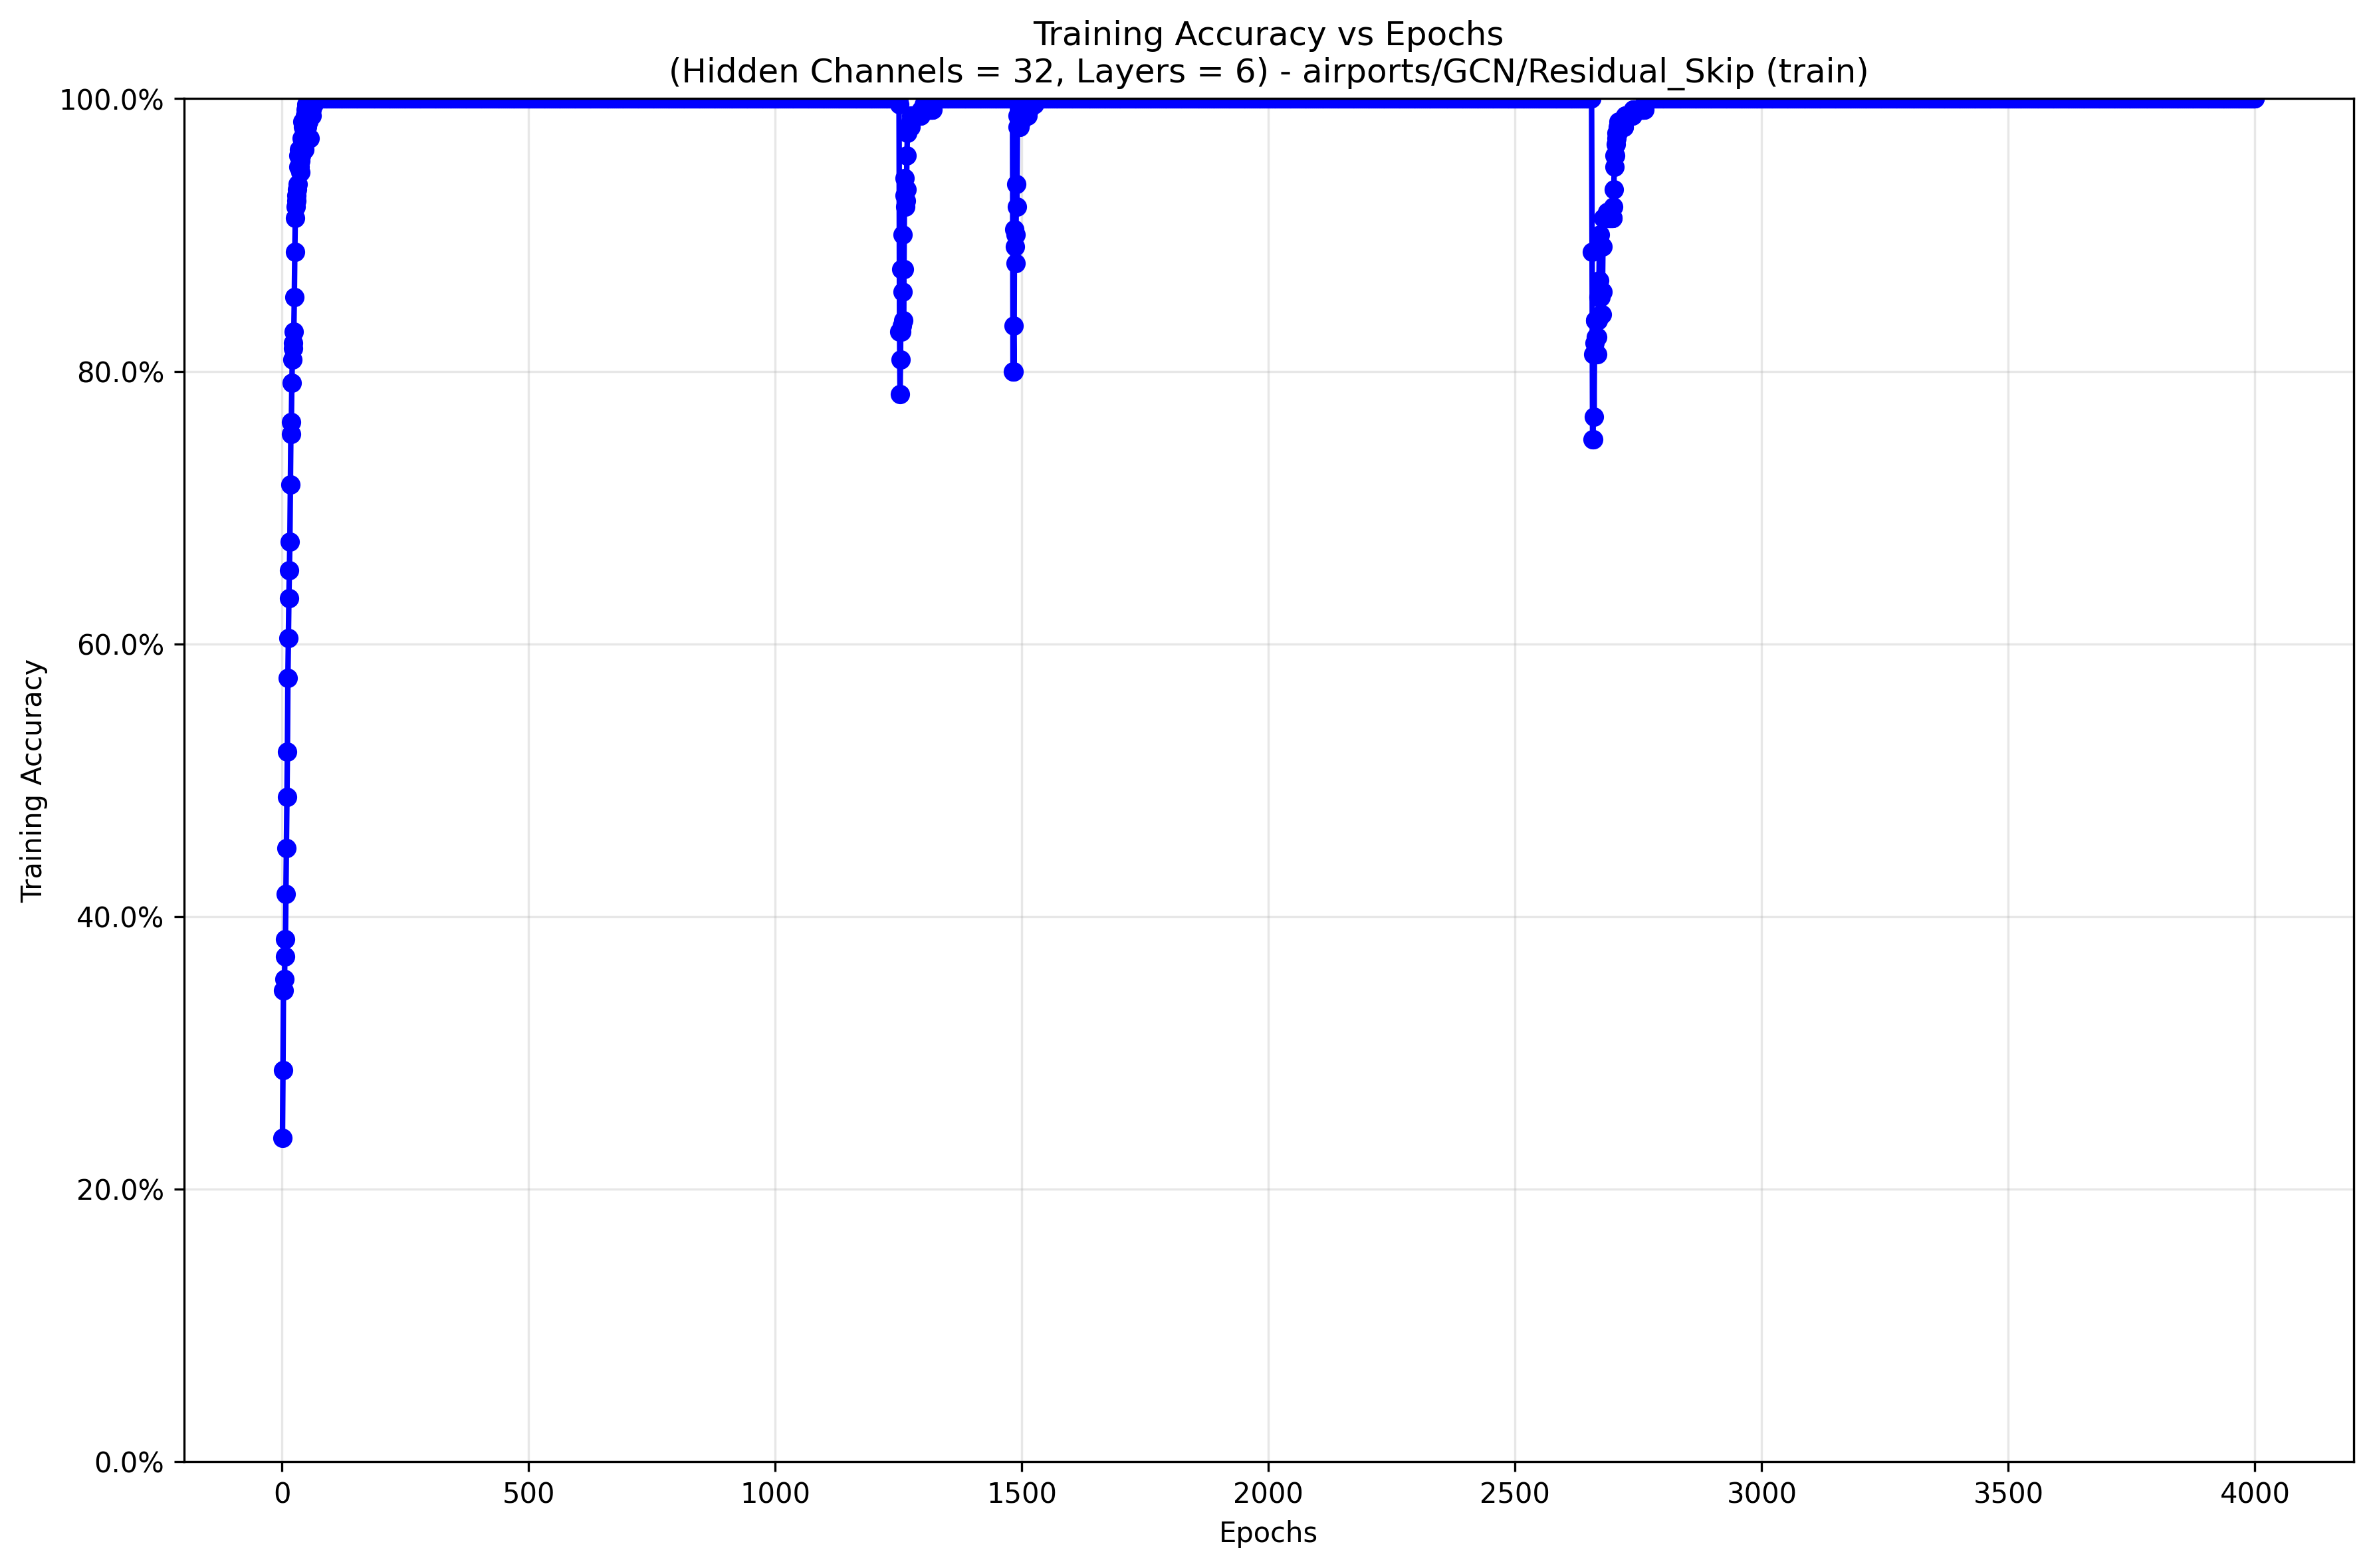 Training Accuracy vs Epochs
(Hidden Channels = 32, Layers = 6) - airports/GCN/Residual_Skip (train)
100.0%
80.0%
60.0%
40.0%
20.0%
0.0%
Training Accuracy
0 500 1000 1500 2000 2500 3000 3500 4000
Epochs